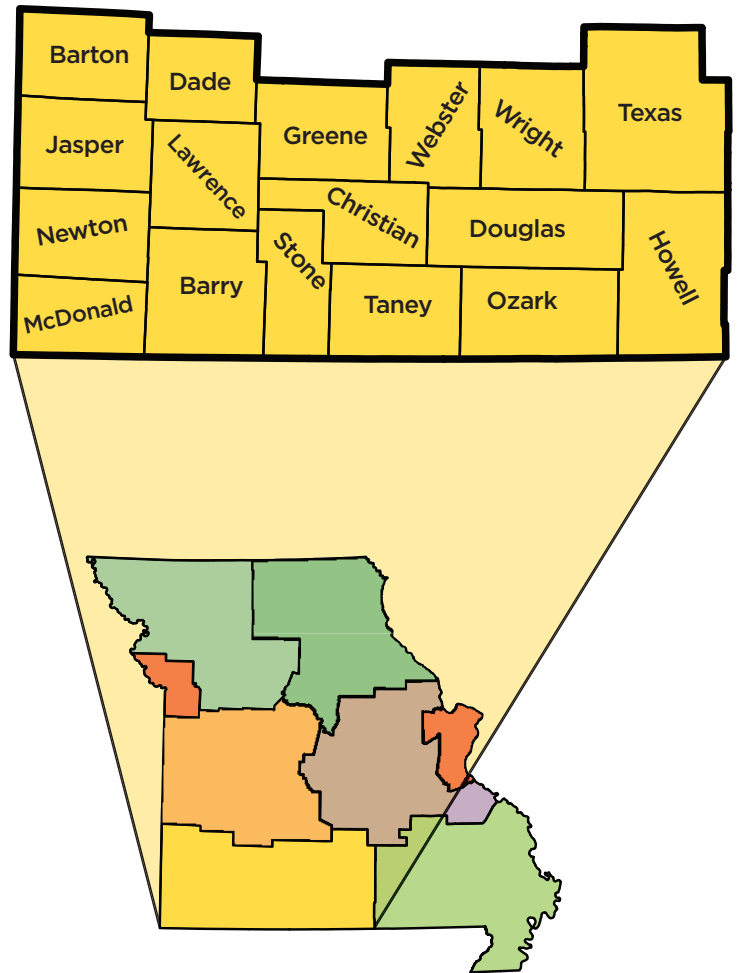 Barton
Dade
Texas
Jasper
Lawrence
Greene
Webster
Wright
Newton
Christian
Douglas
Stone
Howell
Barry
McDonald
Taney
Ozark